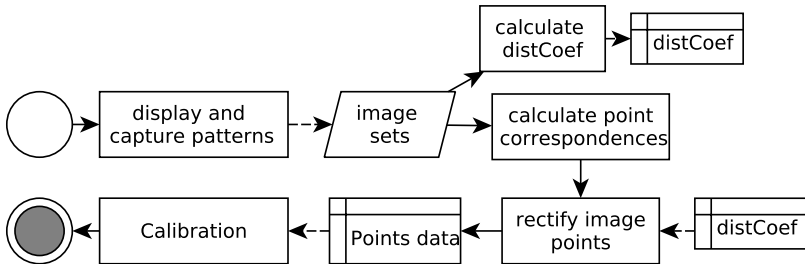 calculate
distCoef
distCoef
display and
capture patterns
image
sets
calculate point
correspondences
Calibration
Points data
rectify image
points
distCoef